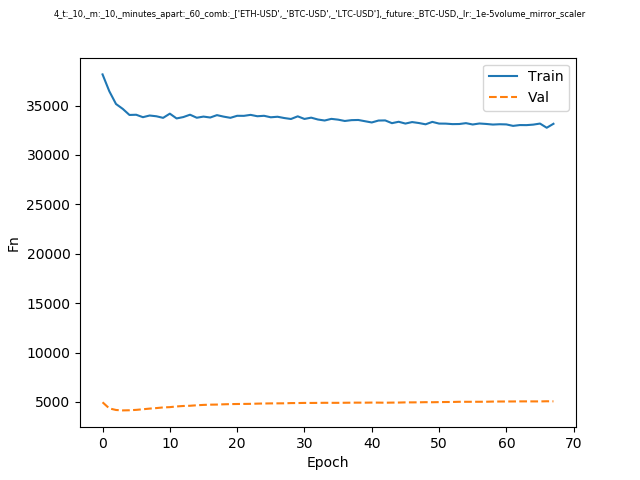 4_t:_10,_m:_10,_minutes_apart:_60_comb:_['ETH-USD',_'BTC-USD',_'LTC-USD'],_future:_BTC-USD,_lr:_1e-5volume_mirror_scaler
Train
Val
35000
30000
25000
20000
15000
10000
5000
Fn
0 10 20 30 40 50 60 70
Epoch